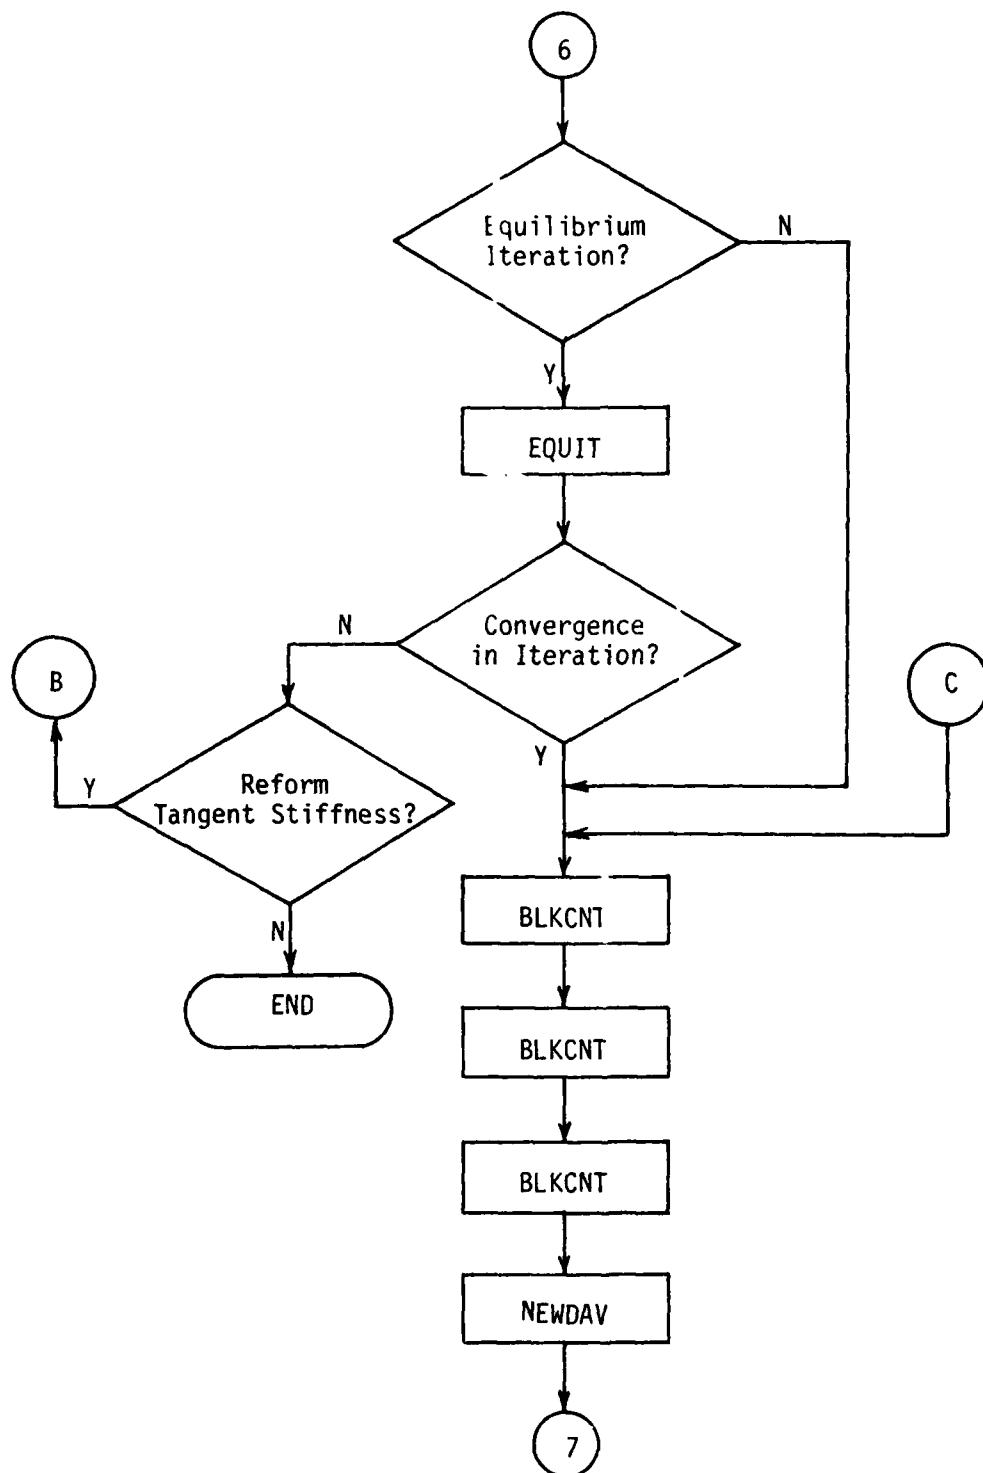 6
Equilibrium
Iteration?
N
Y
EQUIT
Convergence
in Iteration?
N
B
C
Y
Y
Reform
Tangent Stiffness?
BLKCNT
N
END
BLKCNT
BLKCNT
NEWDAV
7